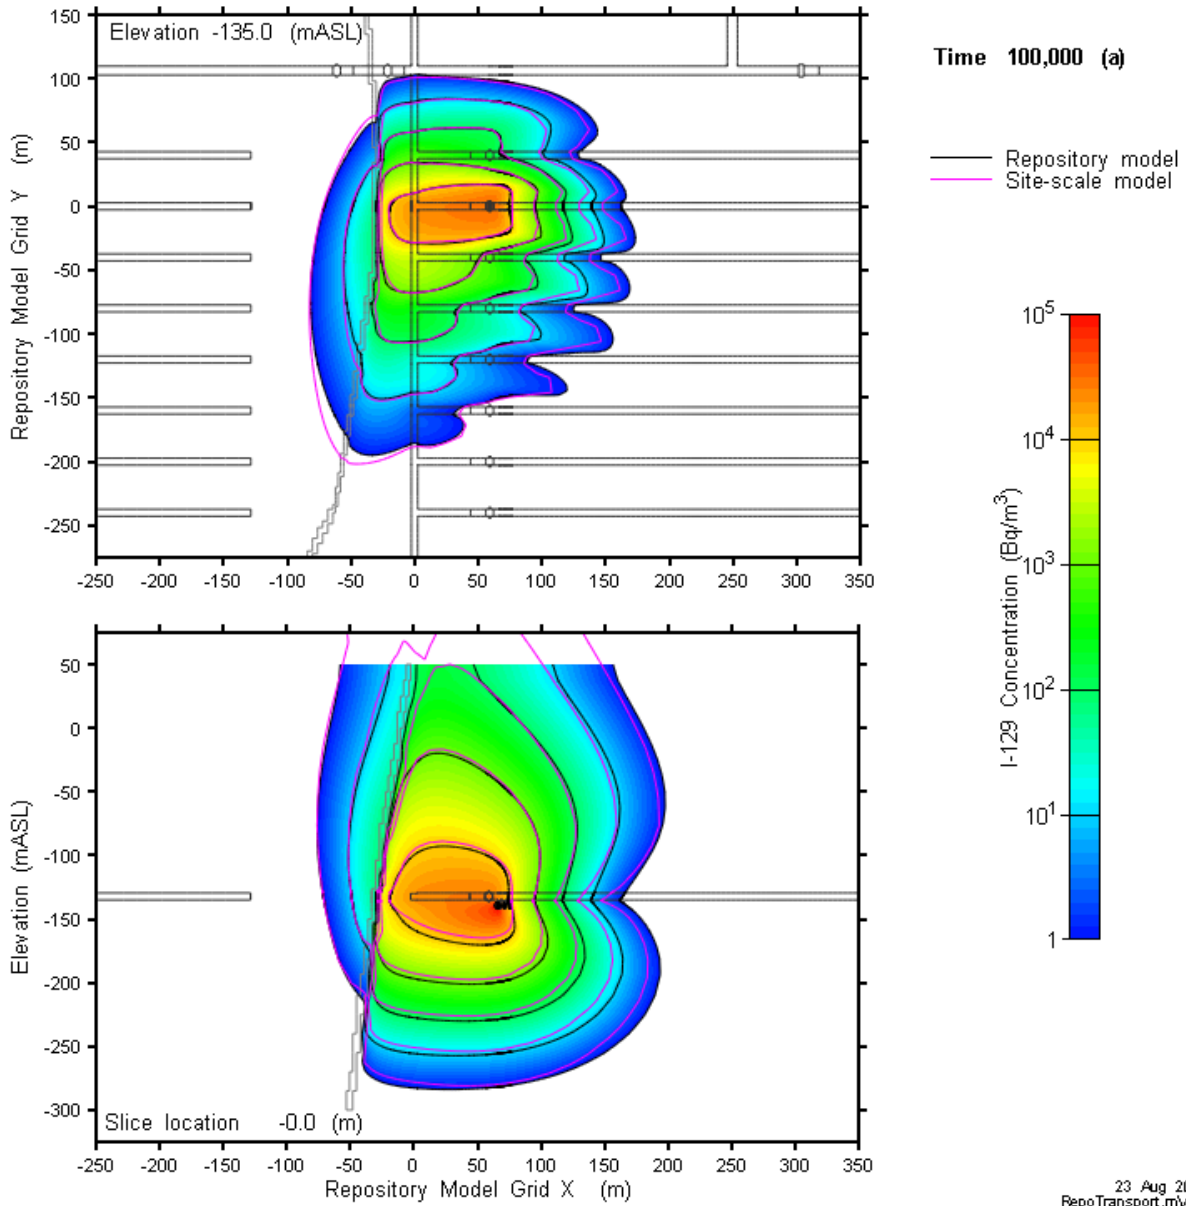 Elevation -135.0 (mASL)
Time 100,000 (a)
Repository model
Site-scale model
150
100
50
0
-50
-100
-150
-200
-250
Repository Model Grid Y (m)
-250 -200 -150 -100 -50 0 50 100 150 200 250 300 350
10^5
10^4
10^3
10^2
10^1
1
I-129 Concentration (Bq/m^3)
50
0
-50
-100
-150
-200
-250
-300
Elevation (mASL)
Slice location -0.0 (m)
-250 -200 -150 -100 -50 0 50 100 150 200 250 300 350
Repository Model Grid X (m)
23 Aug